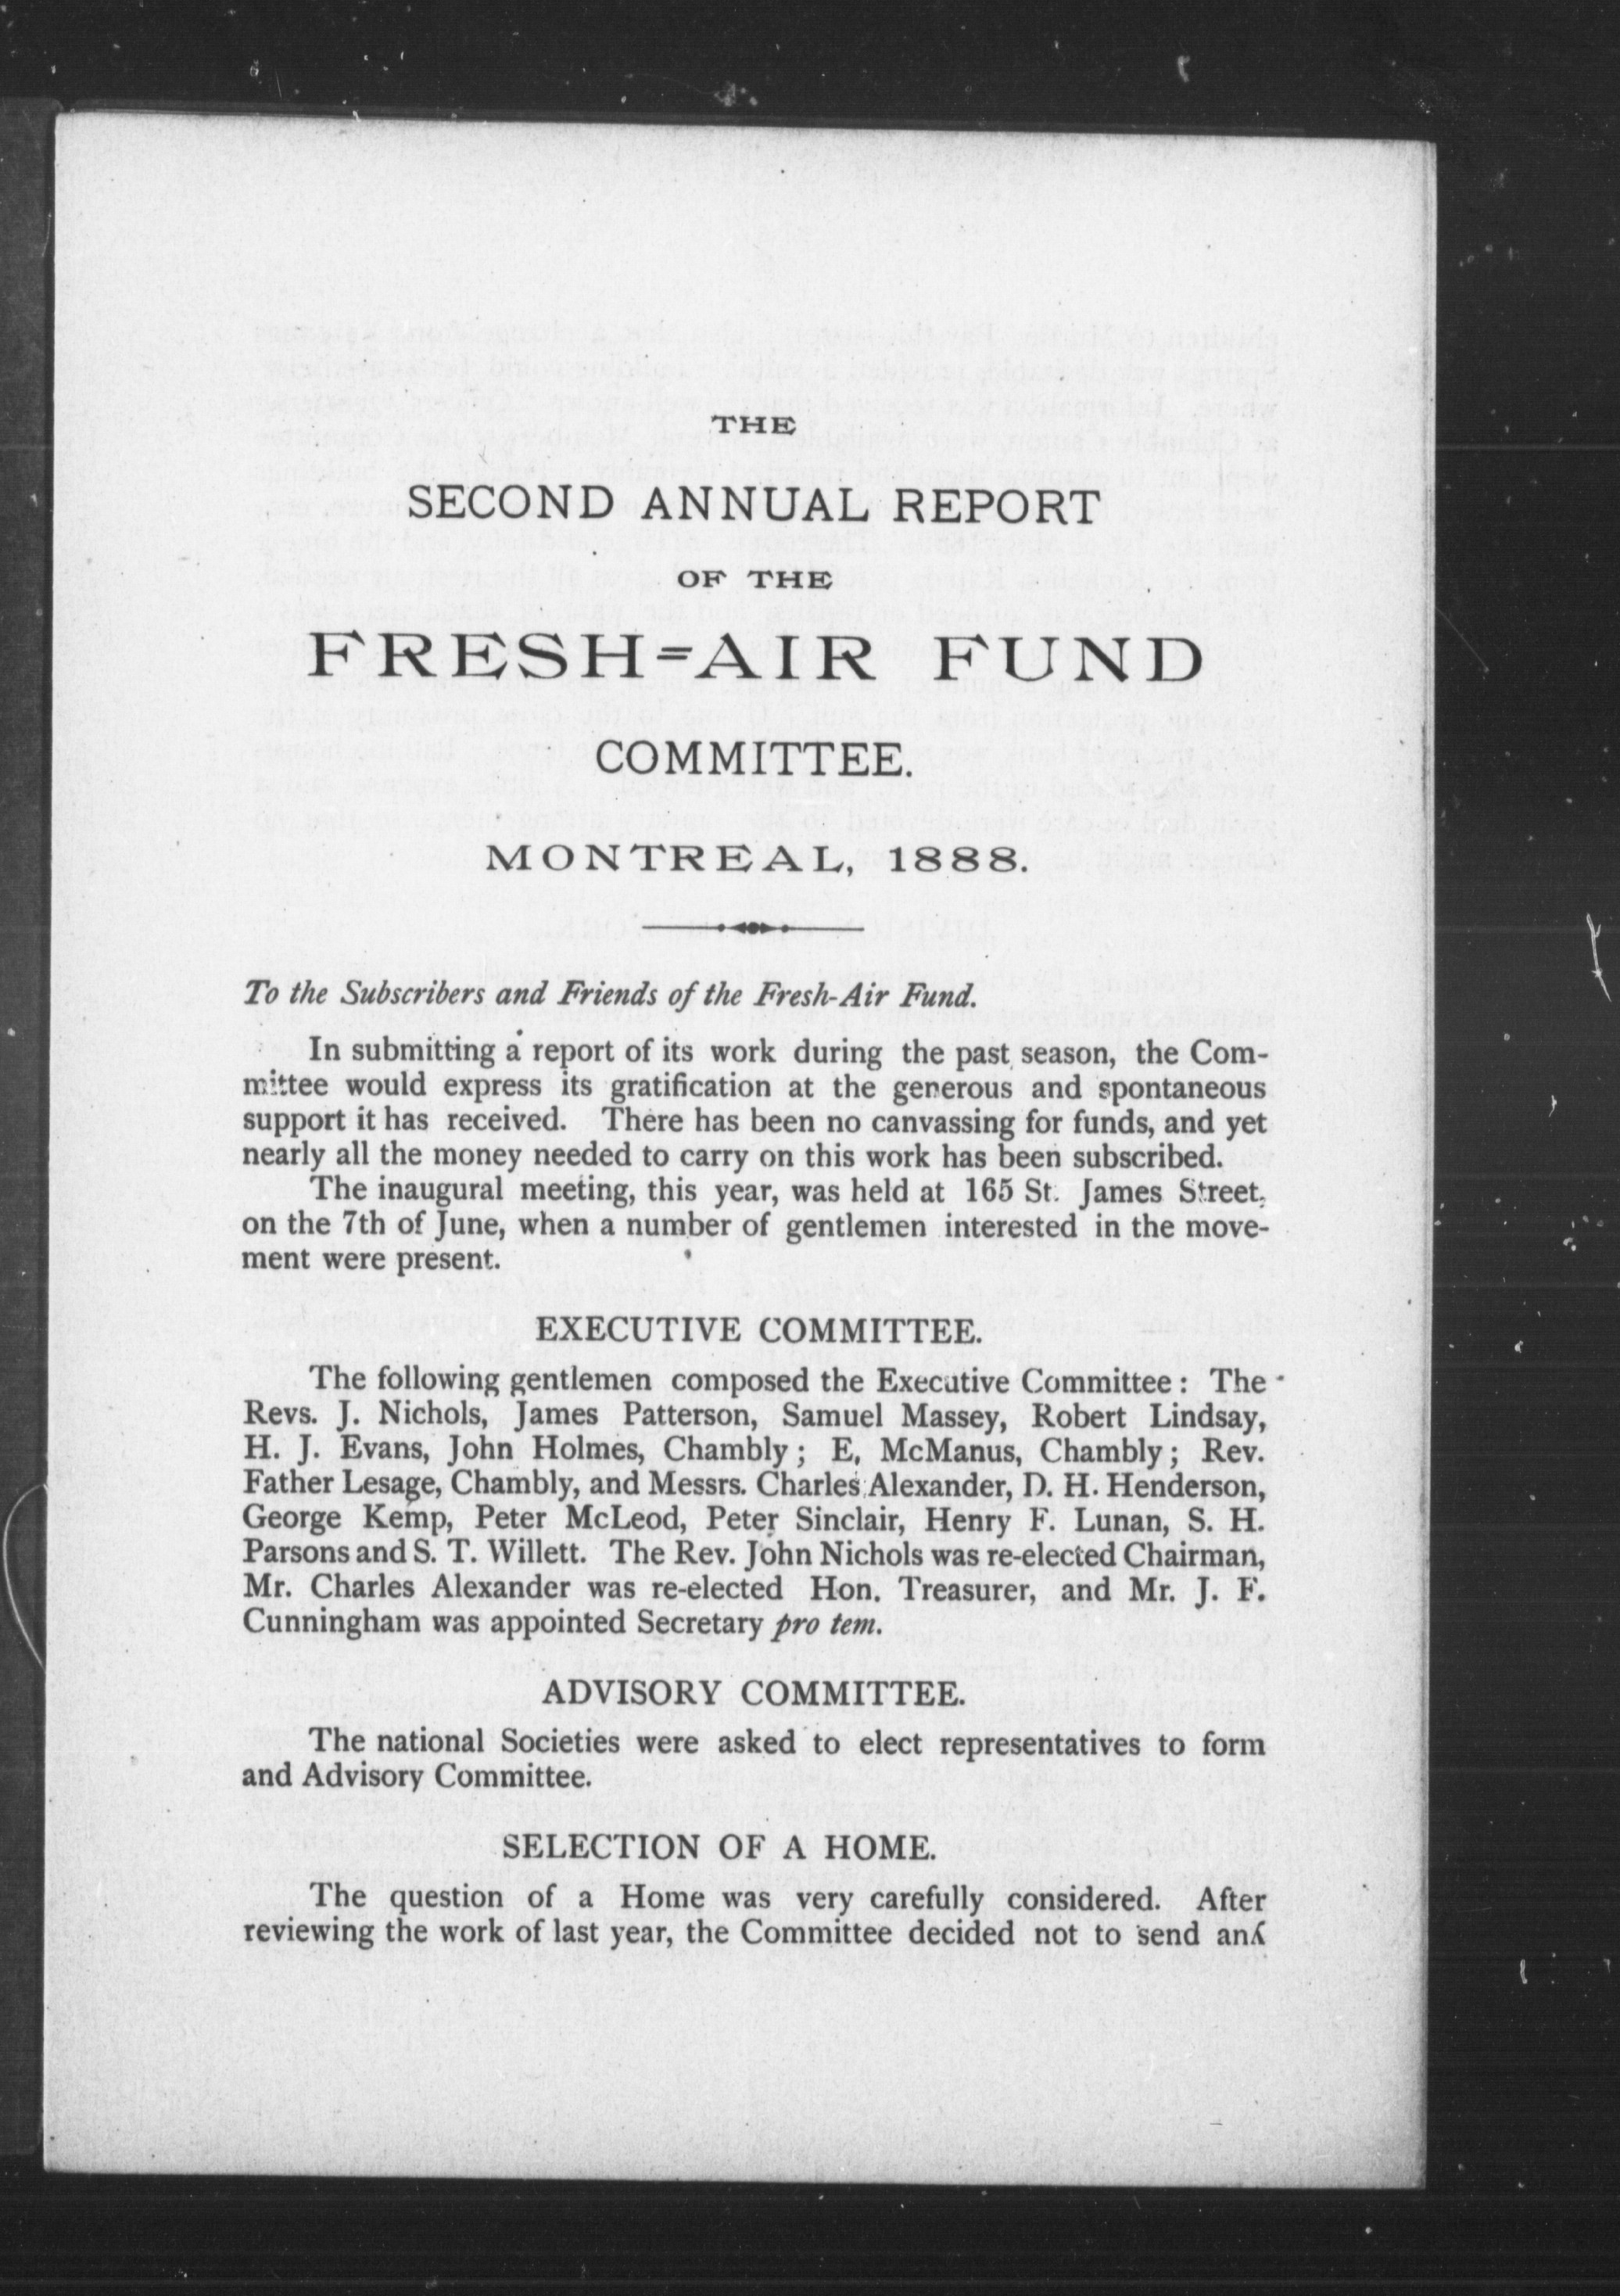 THE
SECOND ANNUAL REPORT
OF THE
FRESH=AIR FUND
COMMITTEE.
MONTREAL, 1888.
To the Subscribers and Friends of the Fresh-Air Fund.
In submitting a report of its work during the past season, the Com-
mittee would express its gratification at the generous and spontaneous
support it has received. There has been no canvassing for funds, and yet
nearly all the money needed to carry on this work has been subscribed.
The inaugural meeting, this year, was held at 165 St. James Street,
on the 7th of June, when a number of gentlemen interested in the move-
ment were present.
EXECUTIVE COMMITTEE.
The following gentlemen composed the Executive Committee: The
Revs. J. Nichols, James Patterson, Samuel Massey, Robert Lindsay,
H. J. Evans, John Holmes, Chambly; E. McManus, Chambly; Rev.
Father Lesage, Chambly, and Messrs. Charles Alexander, D. H. Henderson,
George Kemp, Peter McLeod, Peter Sinclair, Henry F. Lunan, S. H.
Parsons and S. T. Willett. The Rev. John Nichols was re-elected Chairman,
Mr. Charles Alexander was re-elected Hon. Treasurer, and Mr. J. F.
Cunningham was appointed Secretary pro tem.
ADVISORY COMMITTEE.
The national Societies were asked to elect representatives to form
and Advisory Committee.
SELECTION OF A HOME.
The question of a Home was very carefully considered. After
reviewing the work of last year, the Committee decided not to send any